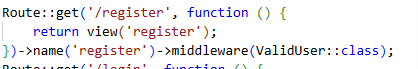 Route::get('/register', function () {
    return view('register');
})->name('register')->middleware(ValidUser::class);
Route::get('/login', function () {